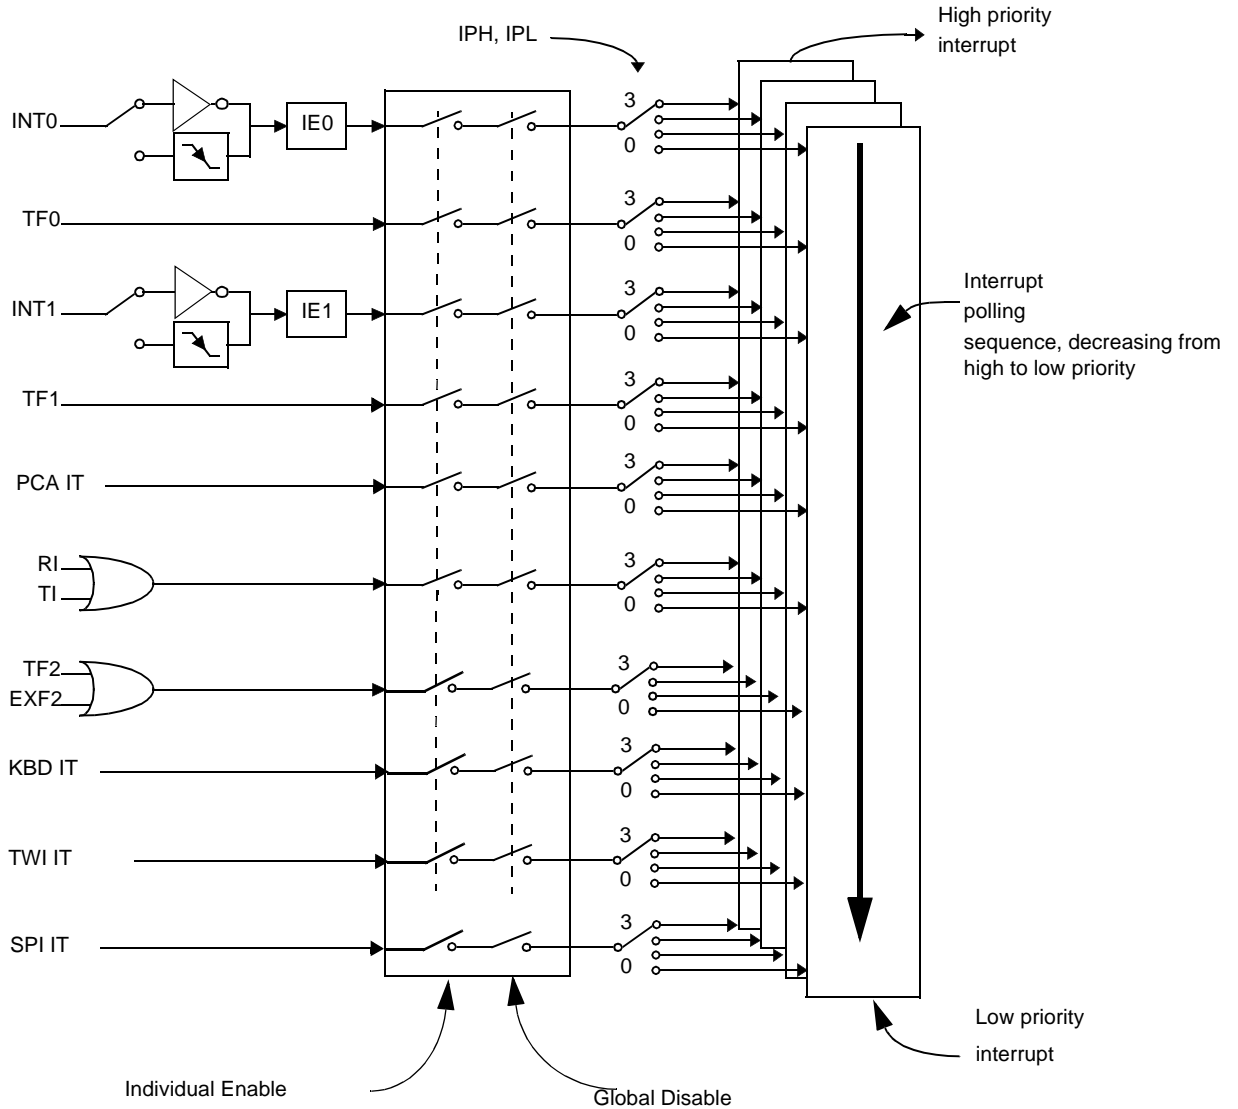 High priority
interrupt
IPH, IPL
INT0
IE0
3
0
TF0
3
0
INT1
IE1
3
0
Interrupt
polling
sequence, decreasing from
high to low priority
TF1
3
0
PCA IT
3
0
RI
TI
3
0
TF2
EXF2
3
0
KBD IT
3
0
TWI IT
3
0
SPI IT
3
0
Low priority
interrupt
Individual Enable
Global Disable